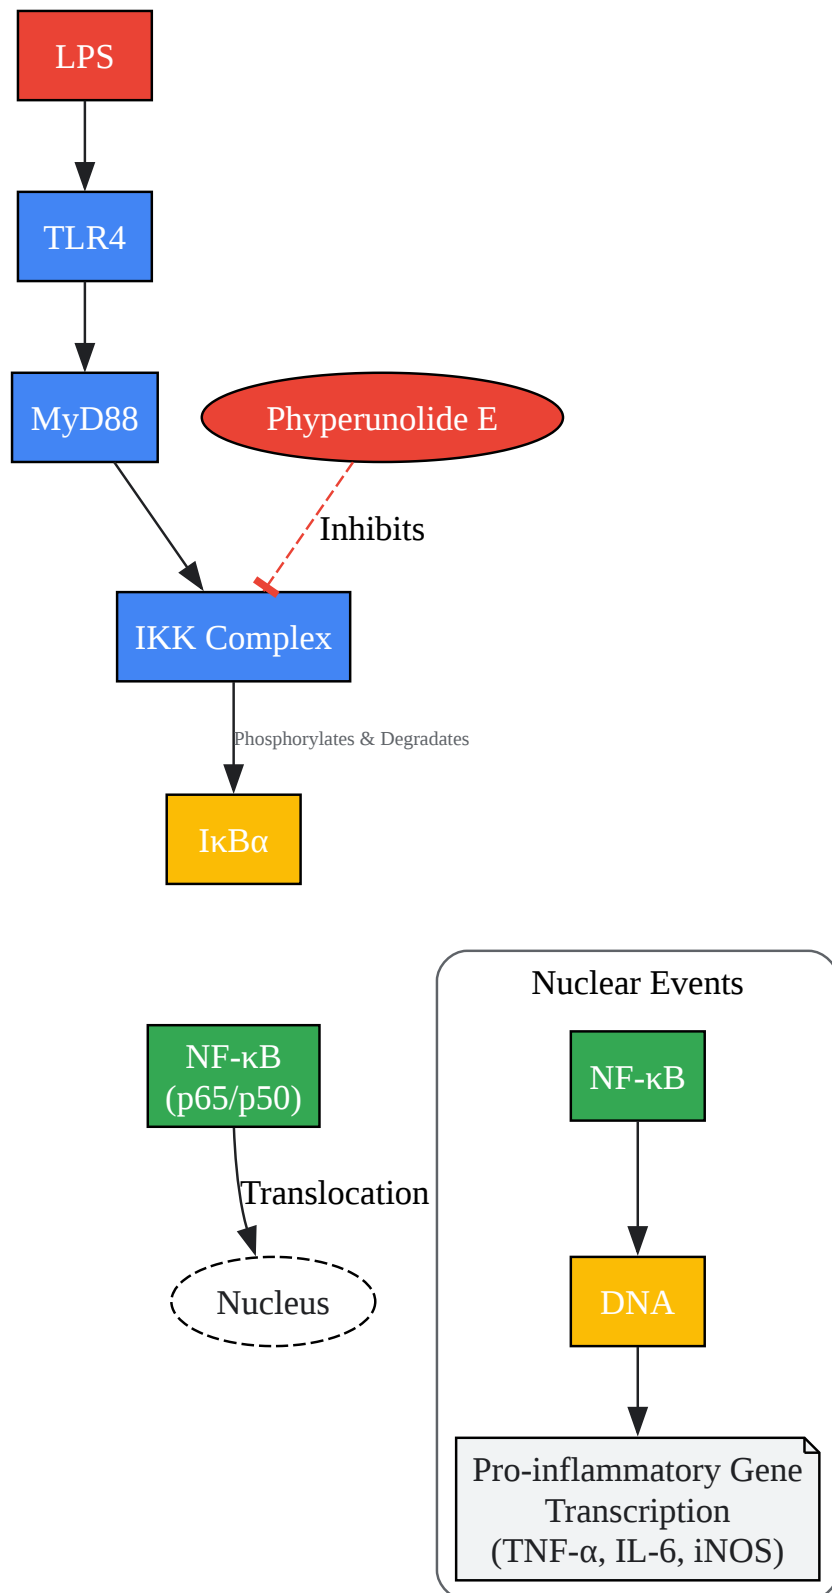 LPS
TLR4
MyD88
Phyperunolide E
Inhibits
IKK Complex
Phosphorylates & Degradates
IκBα
Nuclear Events
NF-κB
(p65/p50)
NF-κB
Translocation
Nucleus
DNA
Pro-inflammatory Gene
Transcription
(TNF-α, IL-6, iNOS)